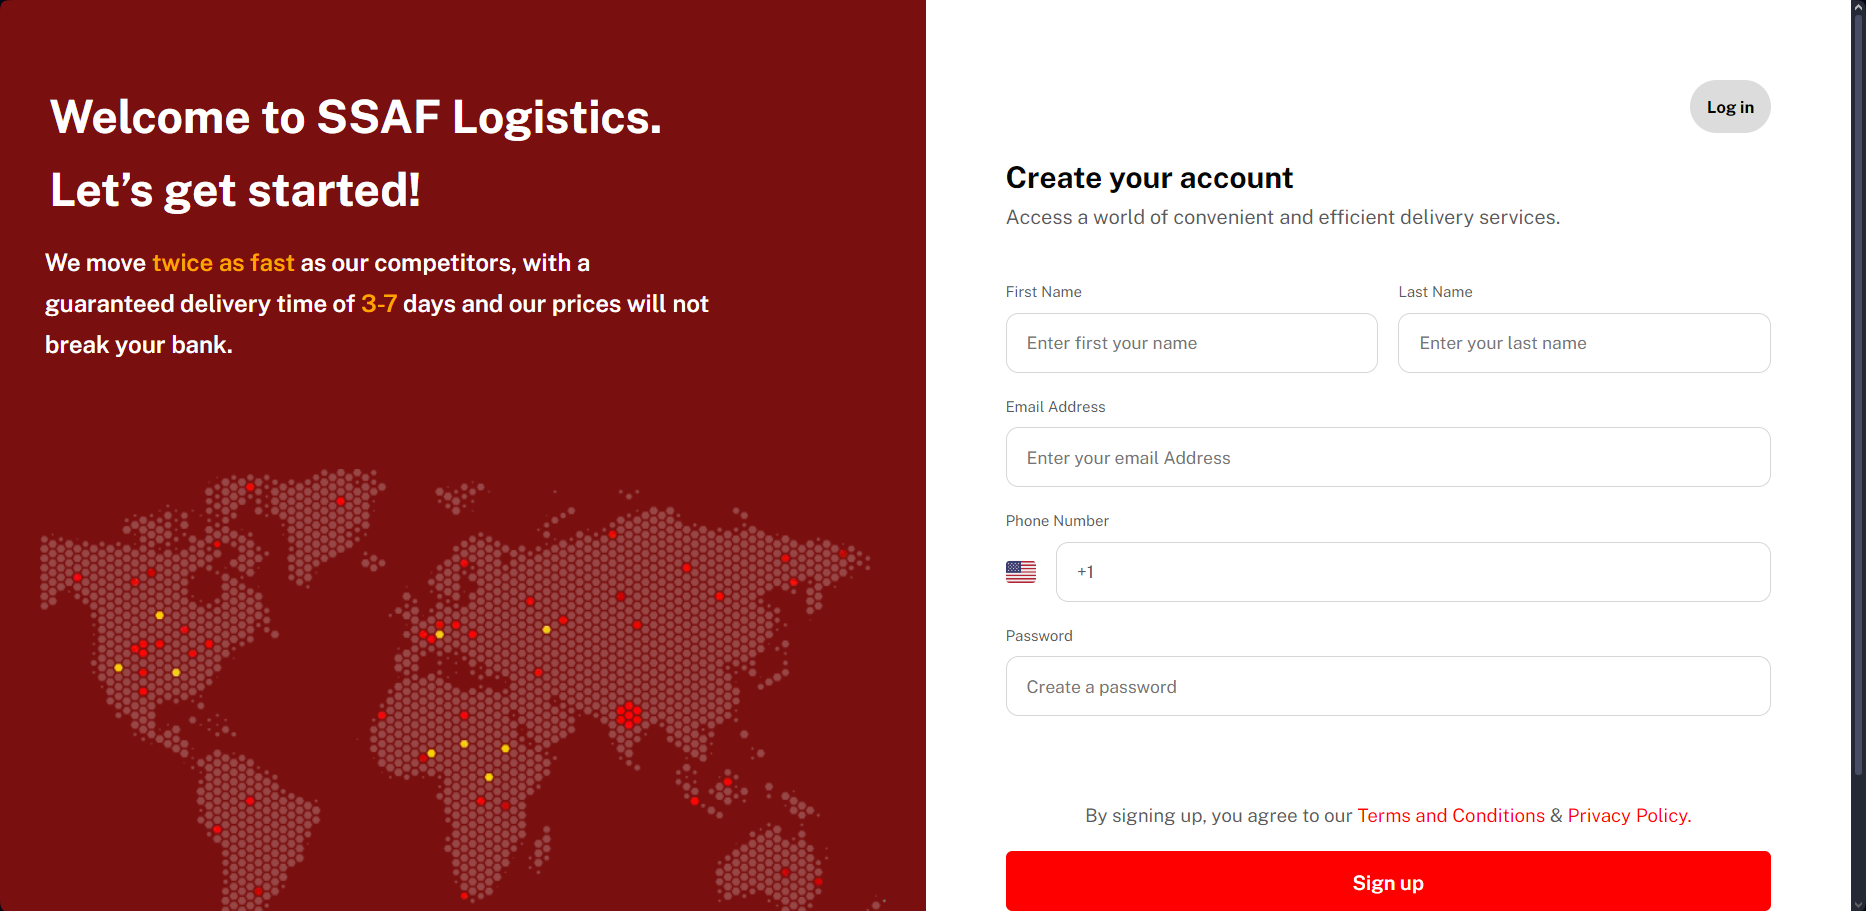 Welcome to SSAF Logistics.
Let’s get started!
We move twice as fast as our competitors, with a
guaranteed delivery time of 3-7 days and our prices will not
break your bank.
Log in
Create your account
Access a world of convenient and efficient delivery services.
First Name
Last Name
Enter first your name
Enter your last name
Email Address
Enter your email Address
Phone Number
+1
Password
Create a password
By signing up, you agree to our Terms and Conditions & Privacy Policy.
Sign up